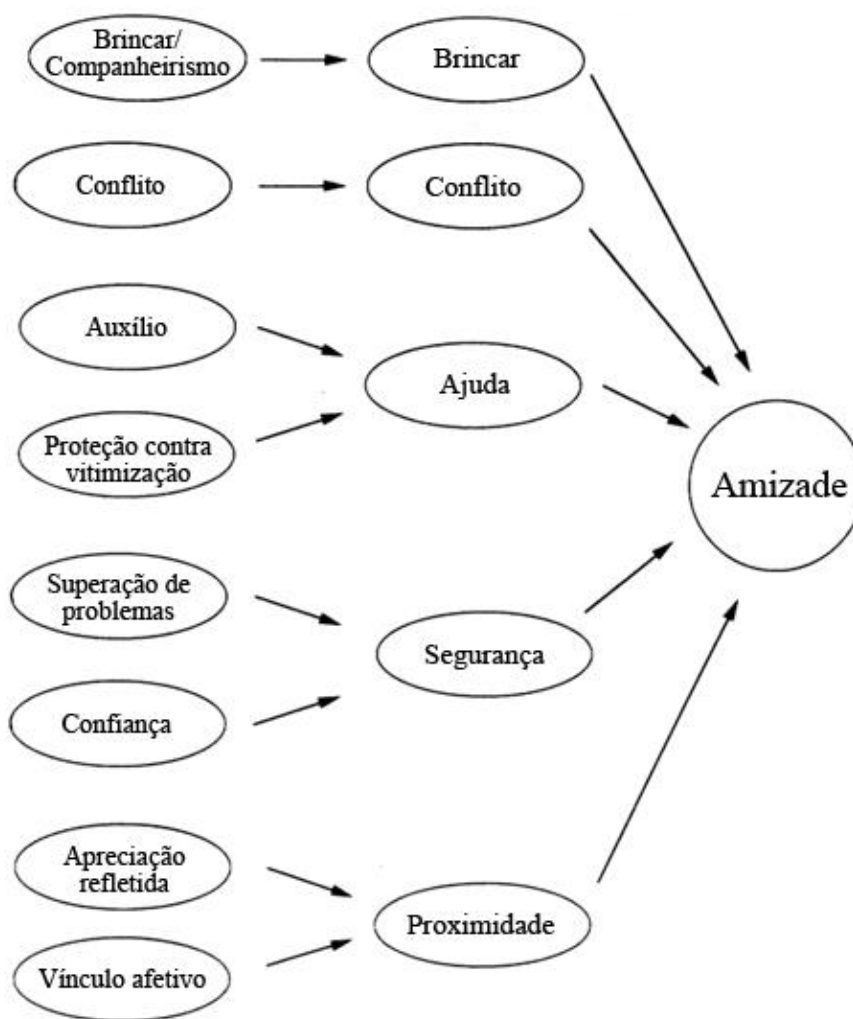 Brincar/
Companheirismo
Brincar
Conflito
Conflito
Auxílio
Ajuda
Proteção contra
vitimização
Amizade
Superação de
problemas
Segurança
Confiança
Apreciação
refletida
Proximidade
Vínculo afetivo